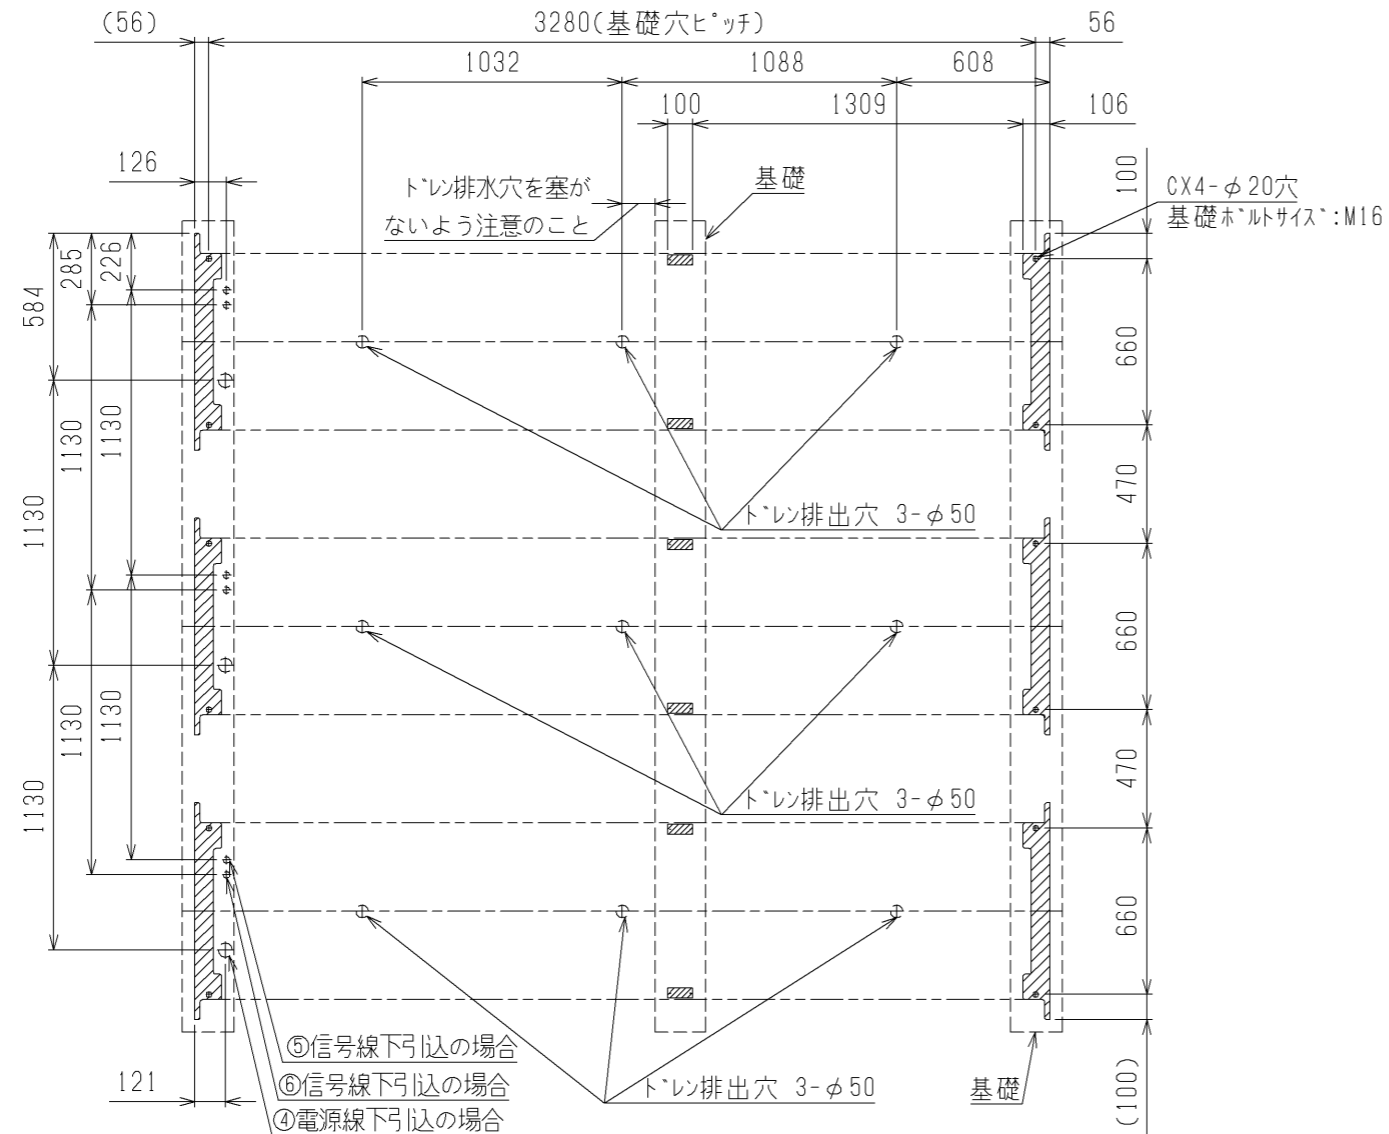 (56)
3280(基礎穴ピッチ)
56
1032
1088
608
100
1309
106
126
ドレン排水穴を塞が
ないよう注意のこと
基礎
100
CX4-φ20穴
基礎ボルトサイズ:M16
584
285
226
660
1130
1130
1130
470
ドレン排出穴 3-φ50
660
1130
1130
1130
470
ドレン排出穴 3-φ50
660
⑤信号線下引込の場合
121
⑥信号線下引込の場合
④電源線下引込の場合
ドレン排出穴 3-φ50
基礎
(100)